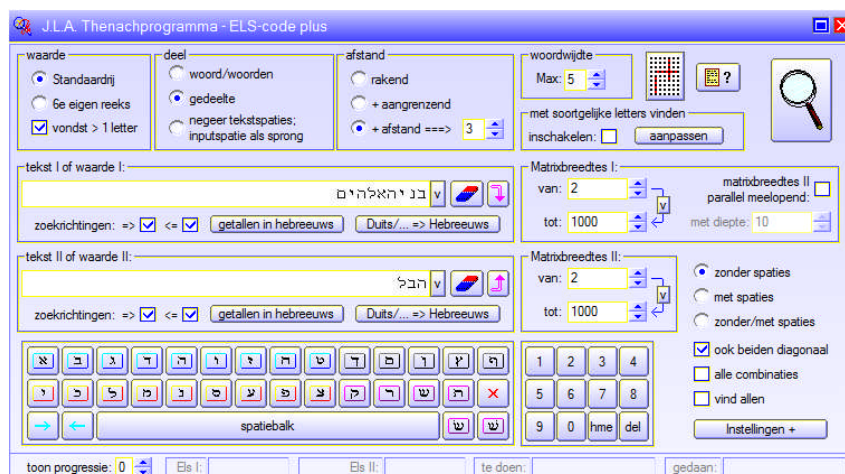 J.L.A. Thenachprogramma - ELS-code plus
waarde
Standaardrij
6e eigen reeks
vondst > 1 letter
deel
woord/woorden
gedeelte
negeer tekstspaties;
inputspatie als sprong
afstand
rakend
+ aangrenzend
+ afstand ===> 3
woordwijdte
Max: 5
?
met soortgelijke letters vinden
inschakelen: aanpassen
tekst I of waarde I:
בני האלהים v
zoekrichtingen: => <= getallen in hebreeuws Duits/... => Hebreeuws
Matrixbreedtes I:
van: 2
tot: 1000
v
matrixbreedtes II
parallel meelopend:
met diepte: 10
tekst II of waarde II:
הבל v
zoekrichtingen: => <= getallen in hebreeuws Duits/... => Hebreeuws
Matrixbreedtes II:
van: 2
tot: 1000
v
zonder spaties
met spaties
zonder/met spaties
ook beiden diagonaal
alle combinaties
vind allen
Instellingen +
א ב ג ד ה ו ז ח ט ך ם ן ץ ף
י כ ל מ נ ס ע פ צ ק ר ש ת ×
→ ← spatiebalk שׂ שׁ
1 2 3 4
5 6 7 8
9 0 hme del
toon progressie: 0 Els I: Els II: te doen: gedaan: